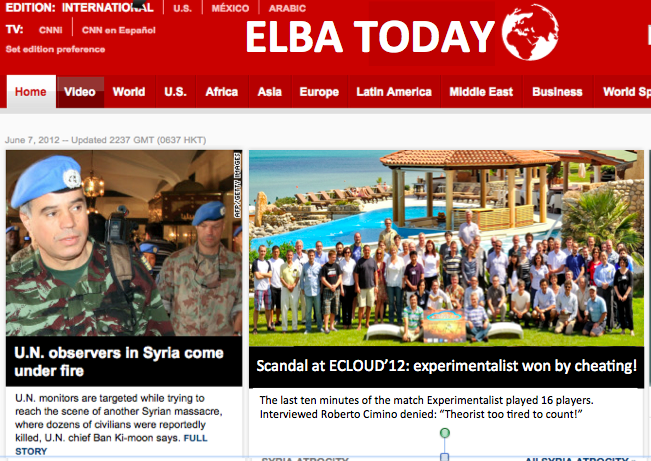 EDITION: INTERNATIONAL
U.S.
MÉXICO
ARABIC
TV: CNNi
CNN en Español
Set edition preference
ELBA TODAY
Home
Video
World
U.S.
Africa
Asia
Europe
Latin America
Middle East
Business
World Sp
June 7, 2012 -- Updated 2237 GMT (0637 HKT)
AFP/GETTY IMAGES
U.N. observers in Syria come
under fire
U.N. monitors are targeted while trying to
reach the scene of another Syrian massacre,
where dozens of civilians were reportedly
killed, U.N. chief Ban Ki-moon says. FULL
STORY
Scandal at ECLOUD’12: experimentalist won by cheating!
The last ten minutes of the match Experimentalist played 16 players.
Interviewed Roberto Cimino denied: “Theorist too tired to count!”
SYRIA ATROCITY
All SYRIA ATROCITY